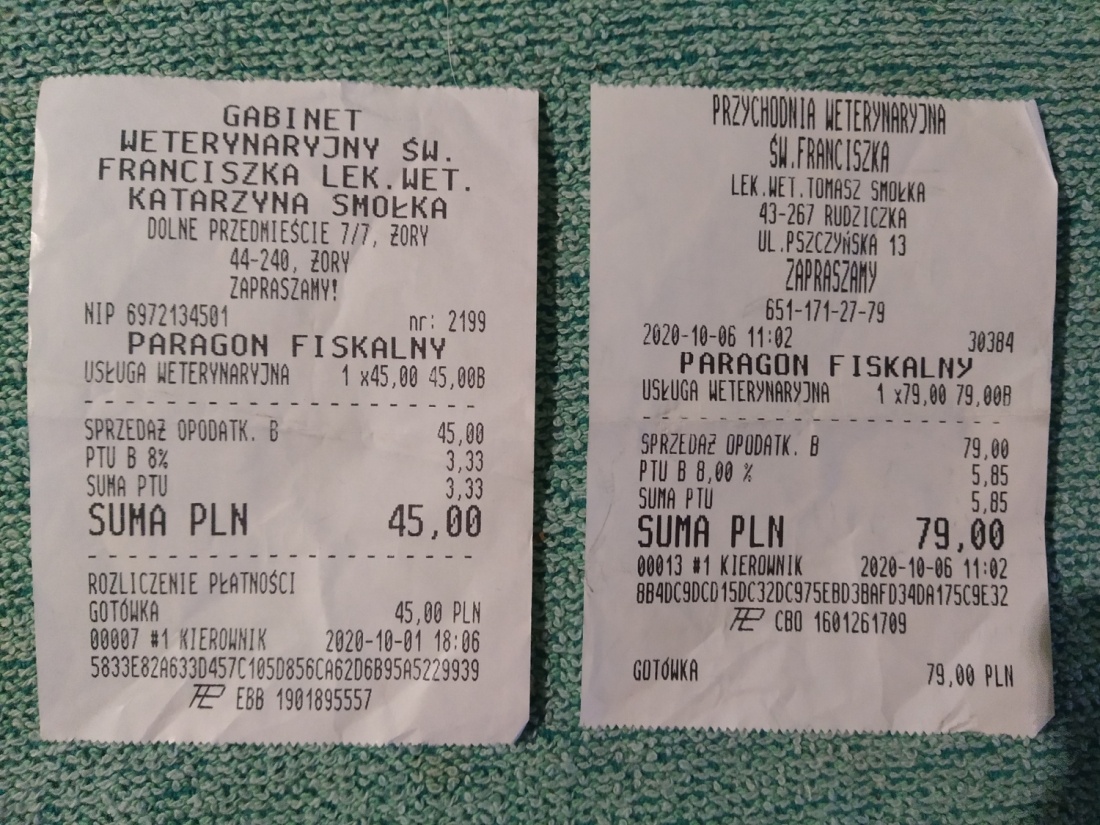 GABINET
WETERYNARYJNY ŚW.
FRANCISZKA LEK.WET.
KATARZYNA SMOŁKA
DOLNE PRZEDMIEŚCIE 7/7, ŻORY
44-240, ŻORY
ZAPRASZAMY!
NIP 6972134501 nr: 2199
PARAGON FISKALNY
USŁUGA WETERYNARYJNA 1 x45,00 45,00B
SPRZEDAŻ OPODATK. B 45,00
PTU B 8% 3,33
SUMA PTU 3,33
SUMA PLN 45,00
ROZLICZENIE PŁATNOŚCI
GOTÓWKA 45,00 PLN
00007 #1 KIEROWNIK 2020-10-01 18:06
5833E82A633D457C105D856CA62D6B95A5229939
EBB 1901895557
PRZYCHODNIA WETERYNARYJNA
ŚW.FRANCISZKA
LEK.WET.TOMASZ SMOŁKA
43-267 RUDZICZKA
UL.PSZCZYŃSKA 13
ZAPRASZAMY
651-171-27-79
2020-10-06 11:02 30384
PARAGON FISKALNY
USŁUGA WETERYNARYJNA 1 x79,00 79,00B
SPRZEDAŻ OPODATK. B 79,00
PTU B 8,00 % 5,85
SUMA PTU 5,85
SUMA PLN 79,00
00013 #1 KIEROWNIK 2020-10-06 11:02
8B4DC9DCD15DC32DC975EBD3BAFD34DA175C9E32
CBO 1601261709
GOTÓWKA 79,00 PLN